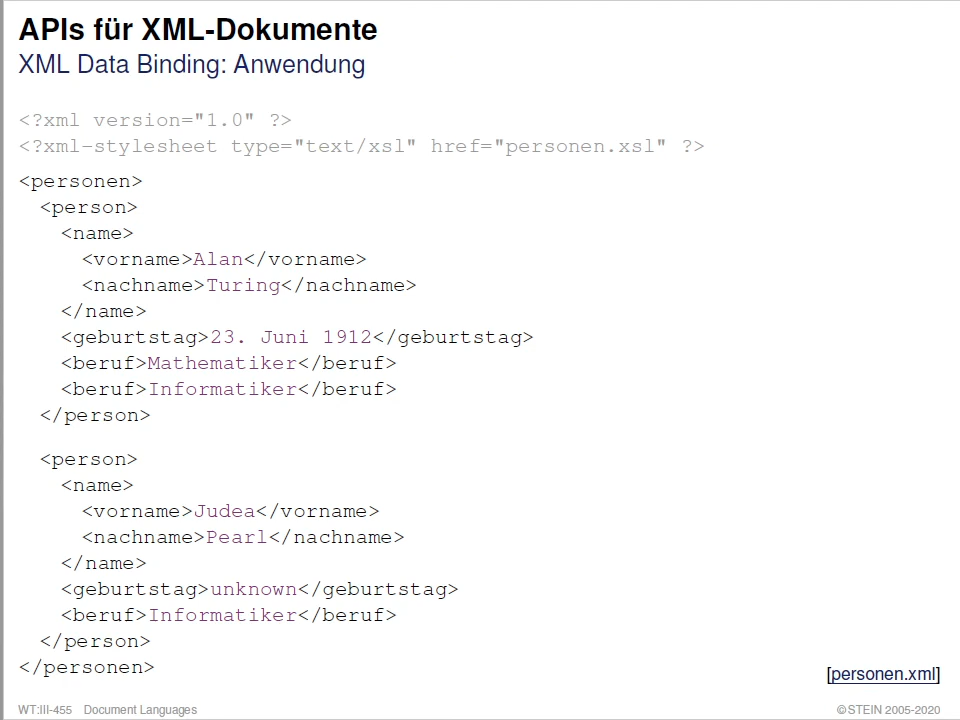 APIs für XML-Dokumente
XML Data Binding: Anwendung
<?xml version="1.0" ?>
<?xml-stylesheet type="text/xsl" href="personen.xsl" ?>
<personen>
<person>
<name>
<vorname>Alan</vorname>
<nachname>Turing</nachname>
</name>
<geburtstag>23. Juni 1912</geburtstag>
<beruf>Mathematiker</beruf>
<beruf>Informatiker</beruf>
</person>
<person>
<name>
<vorname>Judea</vorname>
<nachname>Pearl</nachname>
</name>
<geburtstag>unknown</geburtstag>
<beruf>Informatiker</beruf>
</person>
</personen>
[personen.xml]
WT:III-455 Document Languages
©STEIN 2005-2020